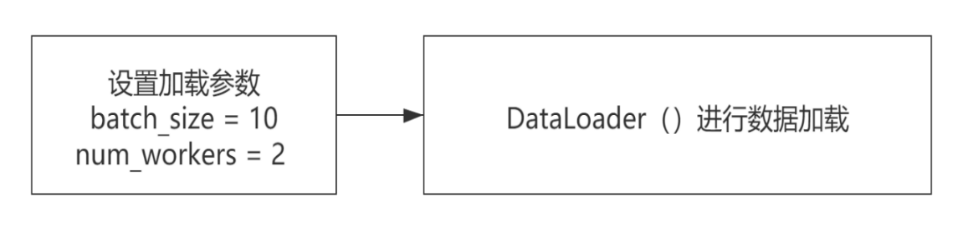 设置加载参数
batch_size = 10
num_workers = 2
DataLoader（）进行数据加载